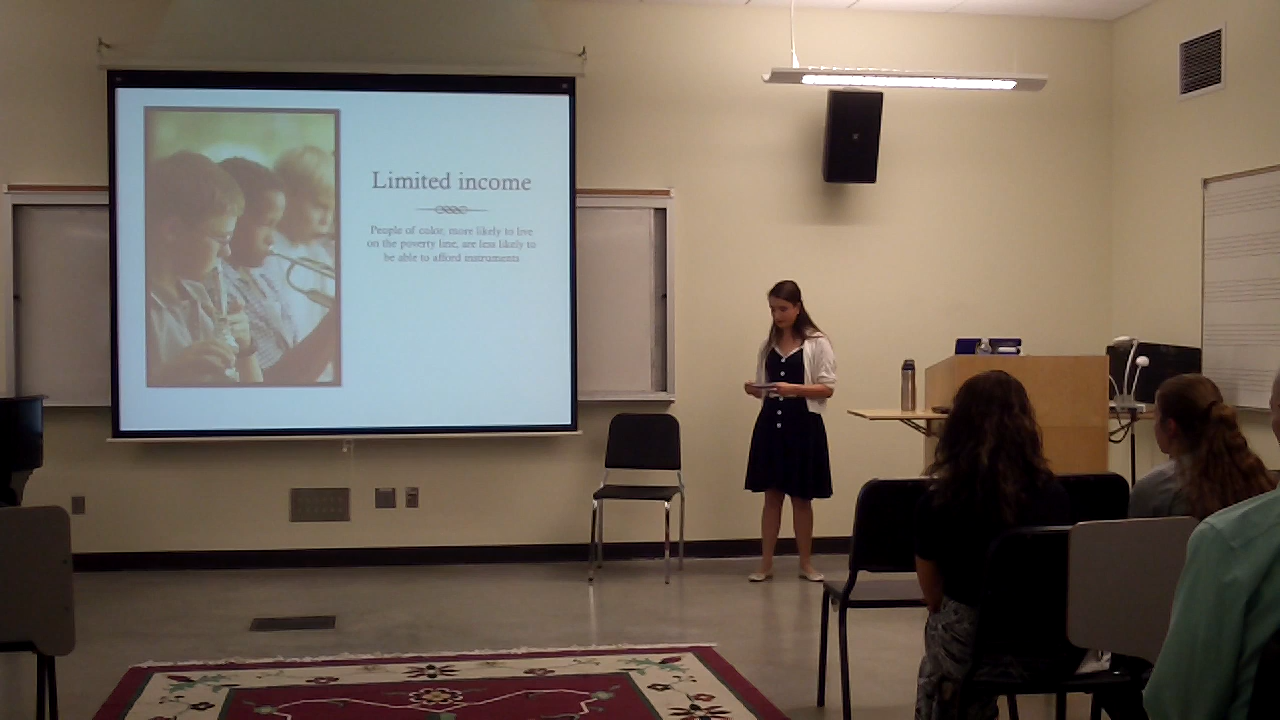 Limited income
People of color, more likely to live
on the poverty line, are less likely to
be able to afford instruments